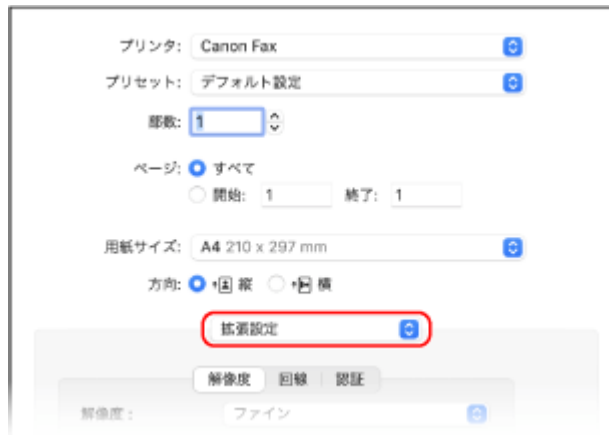 プリンタ: Canon Fax
プリセット: デフォルト設定
部数: 1
ページ: すべて
開始: 1 終了: 1
用紙サイズ: A4 210 x 297 mm
方向: 縦 横
拡張設定
解像度 回線 認証
解像度: ファイン